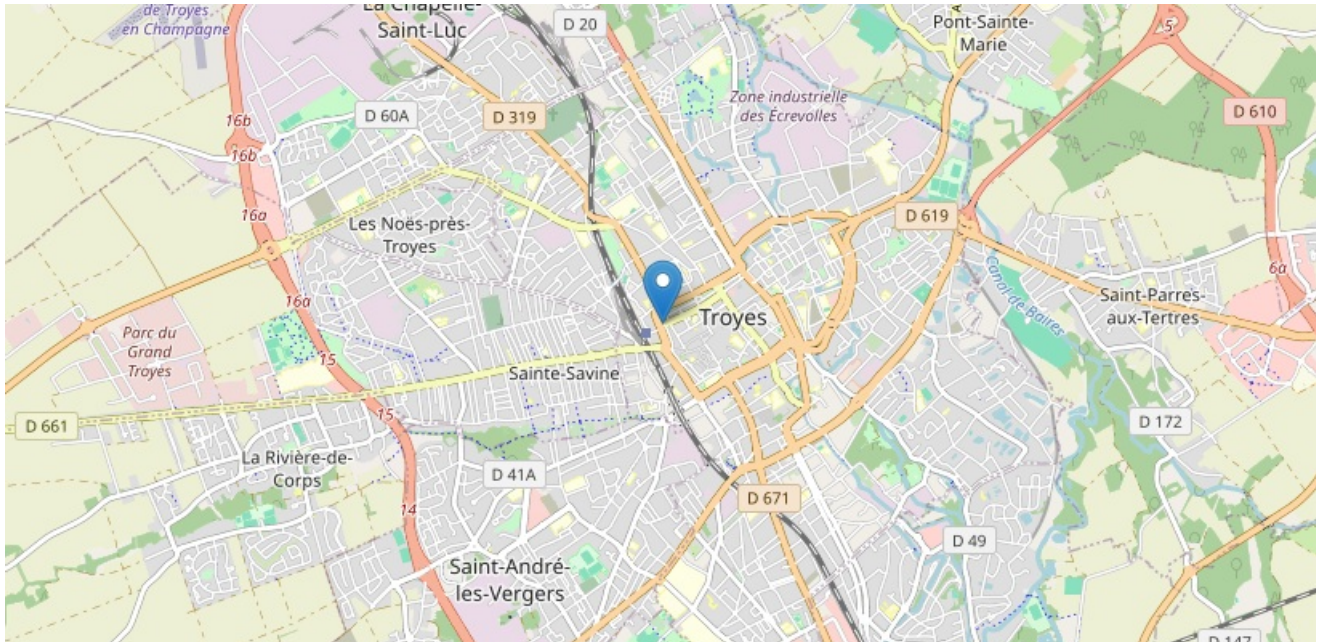 de Troyes
en Champagne
La Chapelle-
Saint-Luc
D 20
Pont-Sainte-
Marie
5
16b
D 60A
D 319
Zone industrielle
des Écrevolles
D 610
16b
16a
Les Noës-près-
Troyes
D 619
Canal de Baires
6a
16a
Saint-Parres-
aux-Tertres
Troyes
Parc du
Grand
Troyes
15
Sainte-Savine
15
D 661
D 172
La Rivière-de-
Corps
D 41A
14
D 671
D 49
Saint-André-
les-Vergers
D 147